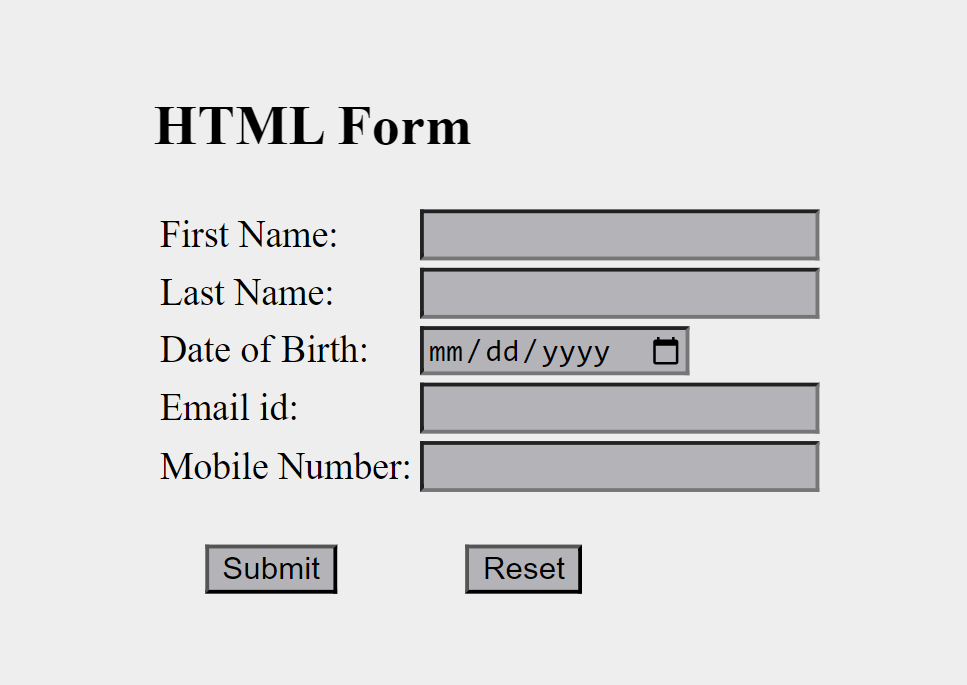 HTML Form
First Name:
Last Name:
Date of Birth: mm/dd/yyyy
Email id:
Mobile Number:
Submit Reset